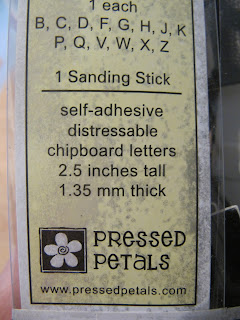 1 each
B, C, D, F, G, H, J, K
P, Q, V, W, X, Z
1 Sanding Stick
self-adhesive
distressable
chipboard letters
2.5 inches tall
1.35 mm thick
PRESSED
PETALS
www.pressedpetals.com